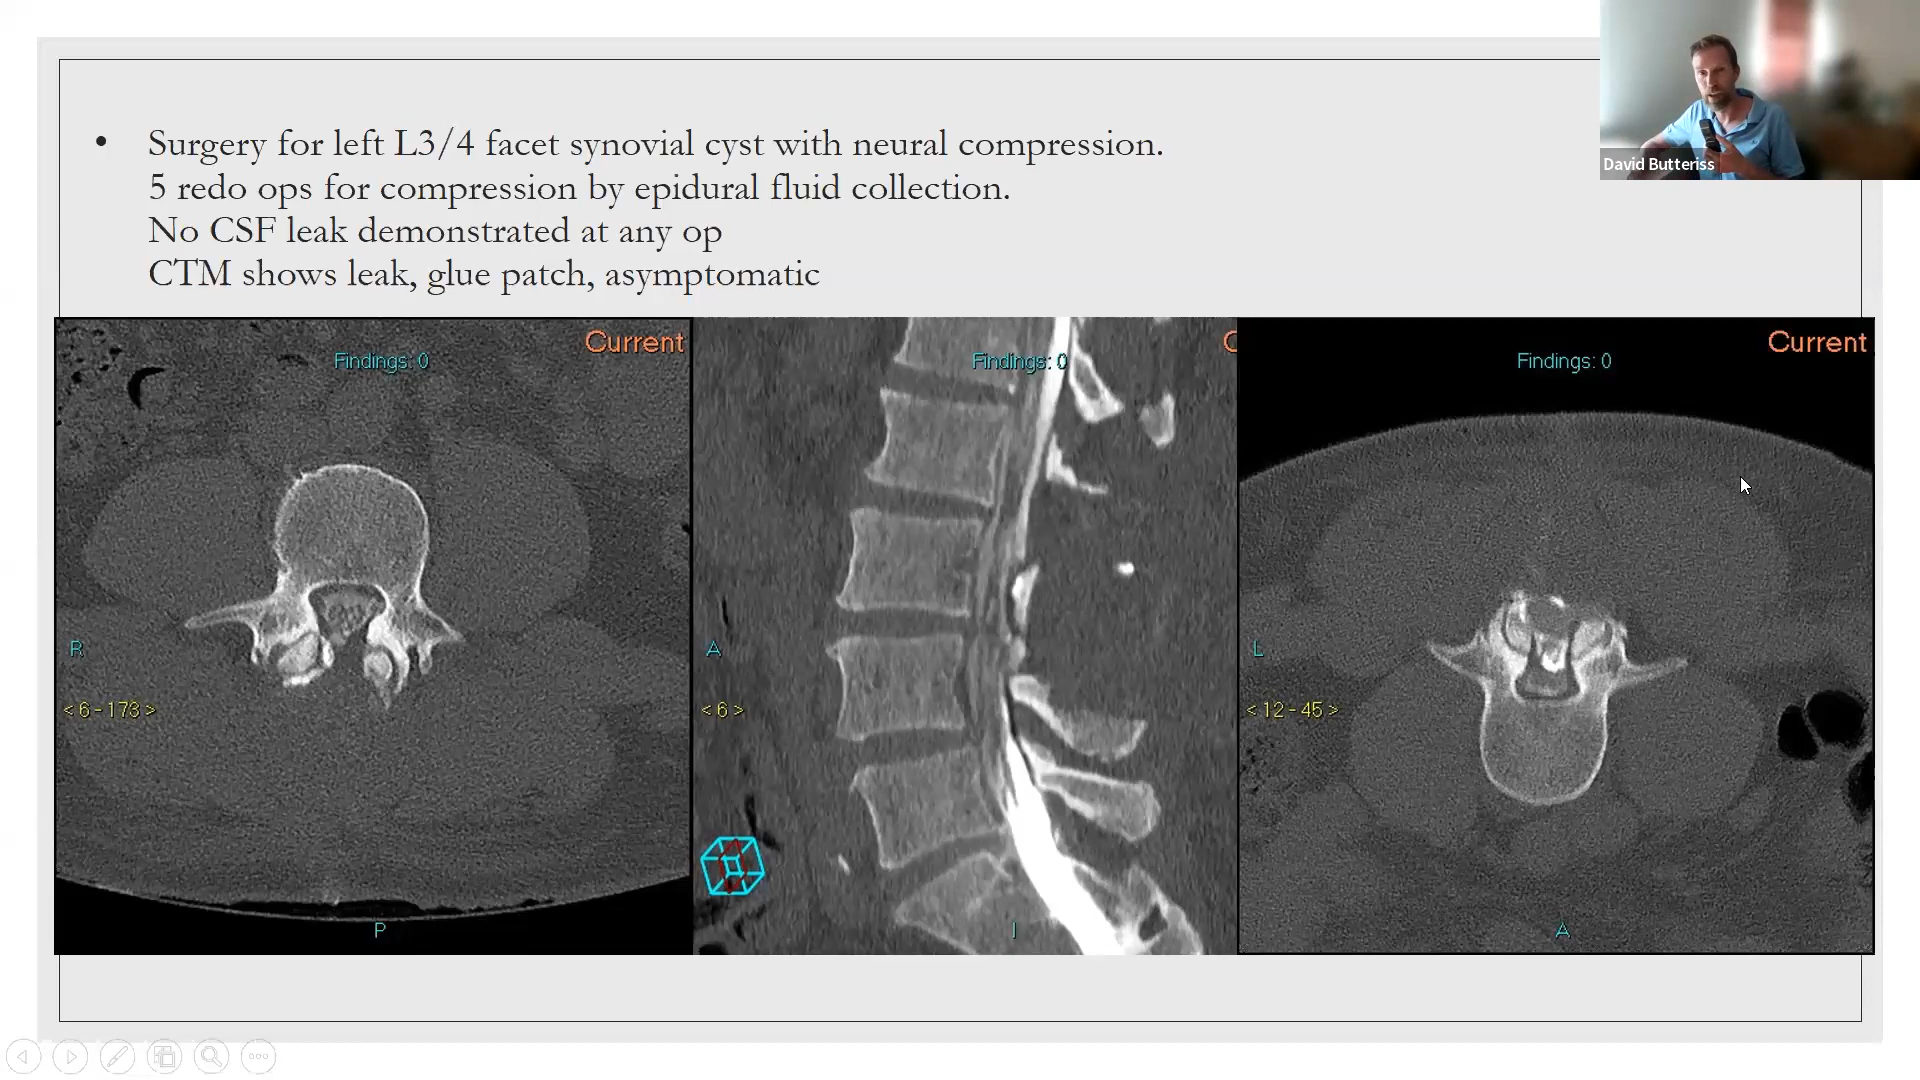 David Butteriss
• Surgery for left L3/4 facet synovial cyst with neural compression.
5 redo ops for compression by epidural fluid collection.
No CSF leak demonstrated at any op
CTM shows leak, glue patch, asymptomatic
Current
Findings: 0
R
< 6 - 173 >
P
C
Findings: 0
A
< 6 >
I
Current
Findings: 0
L
< 12 - 45 >
A